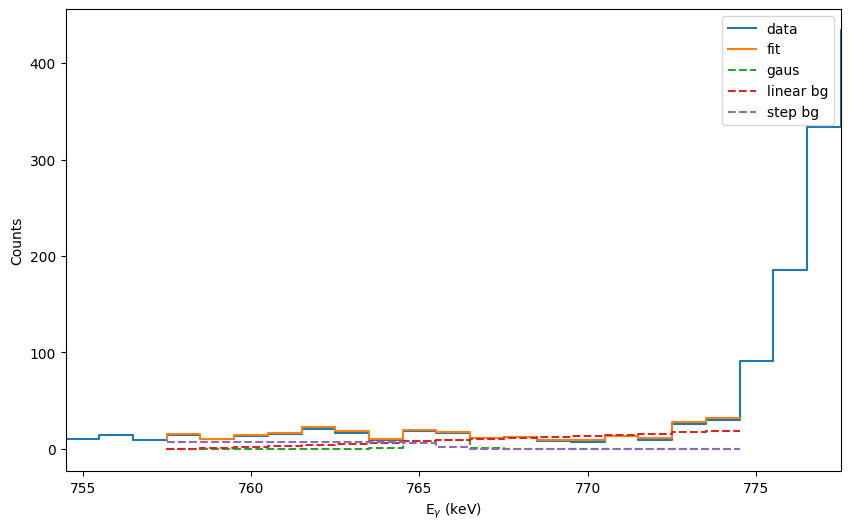 data
fit
gaus
linear bg
step bg
400
300
200
100
0
Counts
755 760 765 770 775
Eγ (keV)